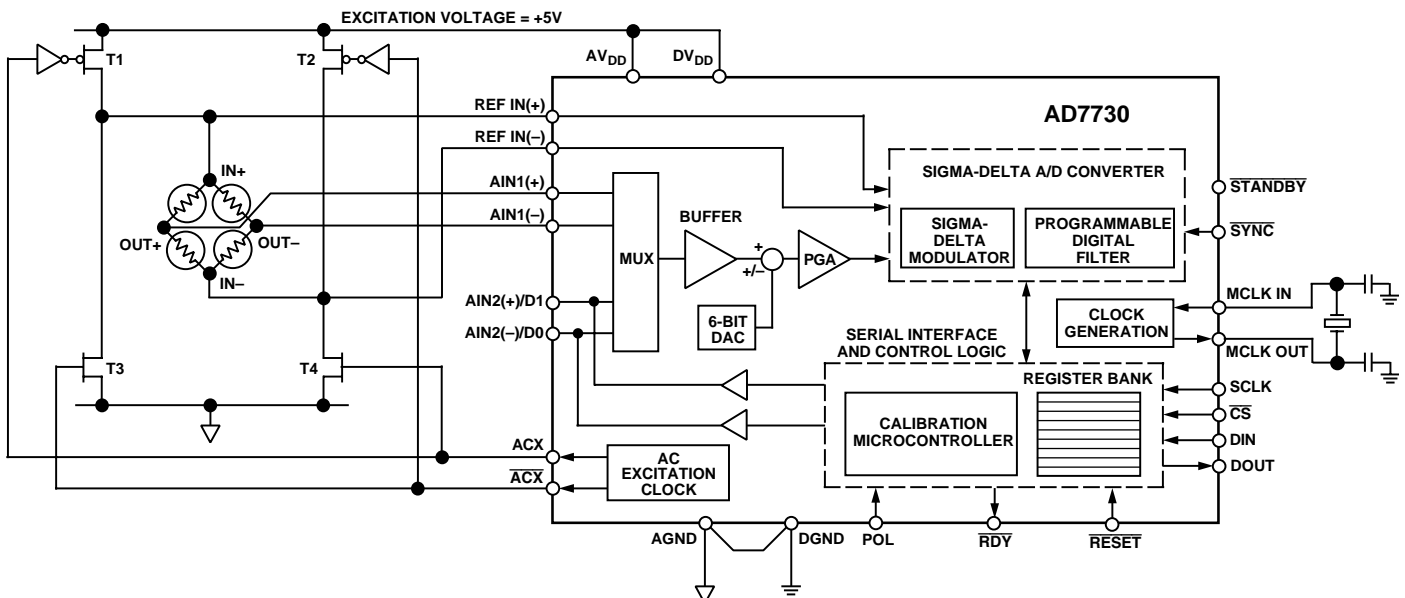 EXCITATION VOLTAGE = +5V
T1
T2
AVDD
DVDD
REF IN(+)
REF IN(–)
AD7730
IN+
AIN1(+)
AIN1(–)
OUT+
OUT–
IN–
SIGMA-DELTA A/D CONVERTER
SIGMA-
DELTA
MODULATOR
PROGRAMMABLE
DIGITAL
FILTER
STANDBY
SYNC
BUFFER
MUX
+
+/–
PGA
6-BIT
DAC
AIN2(+)/D1
AIN2(–)/D0
MCLK IN
CLOCK
GENERATION
MCLK OUT
SERIAL INTERFACE
AND CONTROL LOGIC
REGISTER BANK
CALIBRATION
MICROCONTROLLER
SCLK
CS
DIN
DOUT
T3
T4
ACX
ACX
AC
EXCITATION
CLOCK
AGND
DGND
POL
RDY
RESET